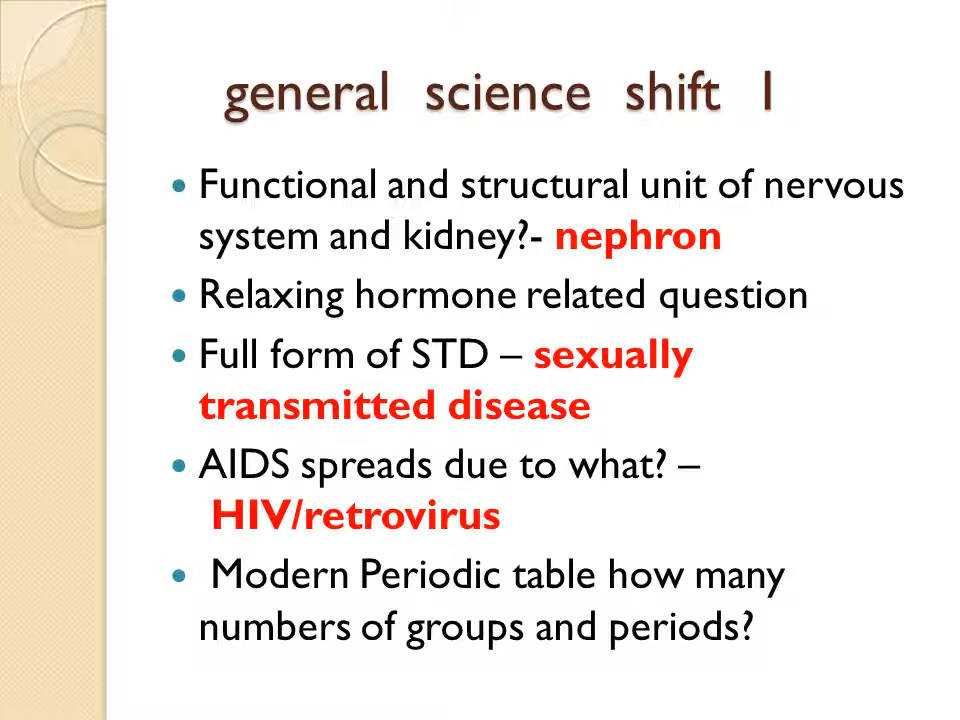 general science shift 1
• Functional and structural unit of nervous
system and kidney?- nephron
• Relaxing hormone related question
• Full form of STD – sexually
transmitted disease
• AIDS spreads due to what? –
HIV/retrovirus
• Modern Periodic table how many
numbers of groups and periods?